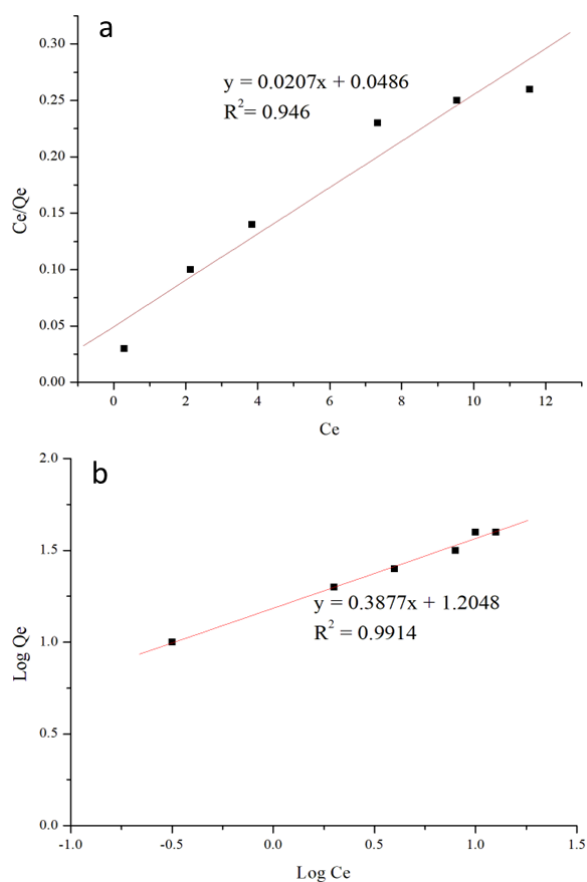 a
y = 0.0207x + 0.0486
R² = 0.946
0.30
0.25
0.20
0.15
0.10
0.05
0.00
Ce/Qe
0 2 4 6 8 10 12
Ce
b
y = 0.3877x + 1.2048
R² = 0.9914
2.0
1.5
1.0
0.5
0.0
Log Qe
-1.0 -0.5 0.0 0.5 1.0 1.5
Log Ce